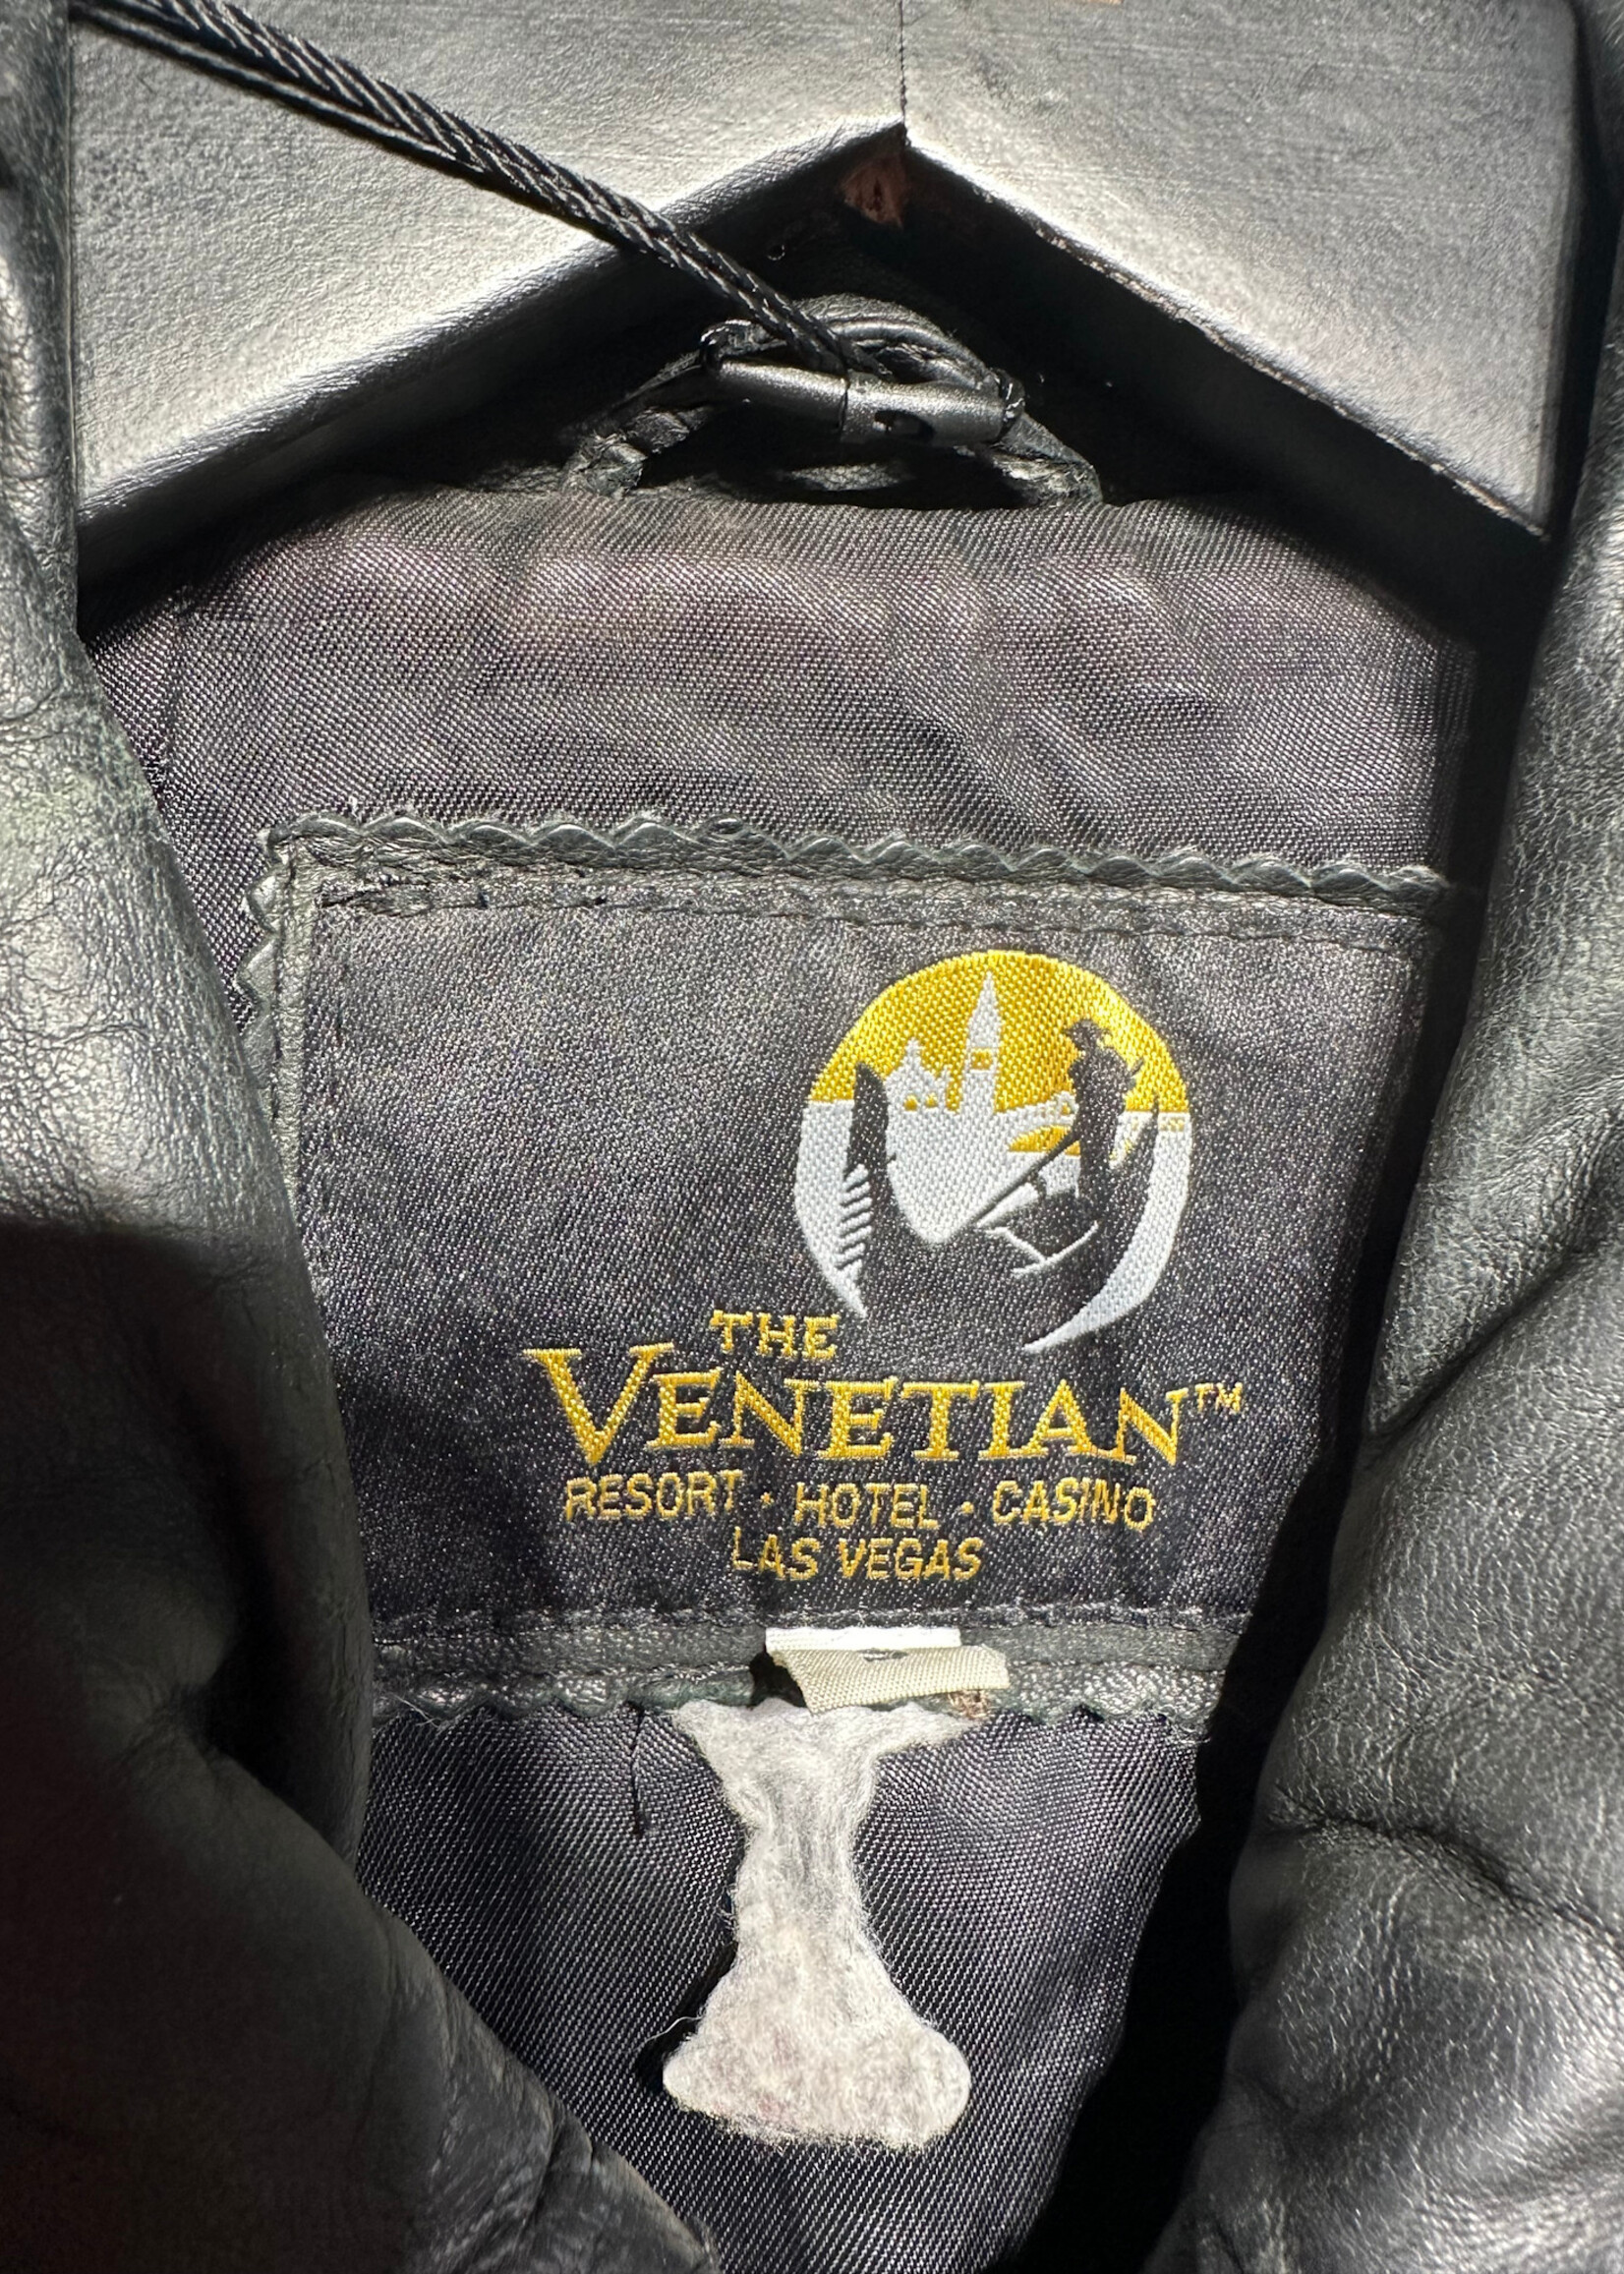 THE
VENETIAN™
RESORT · HOTEL · CASINO
LAS VEGAS